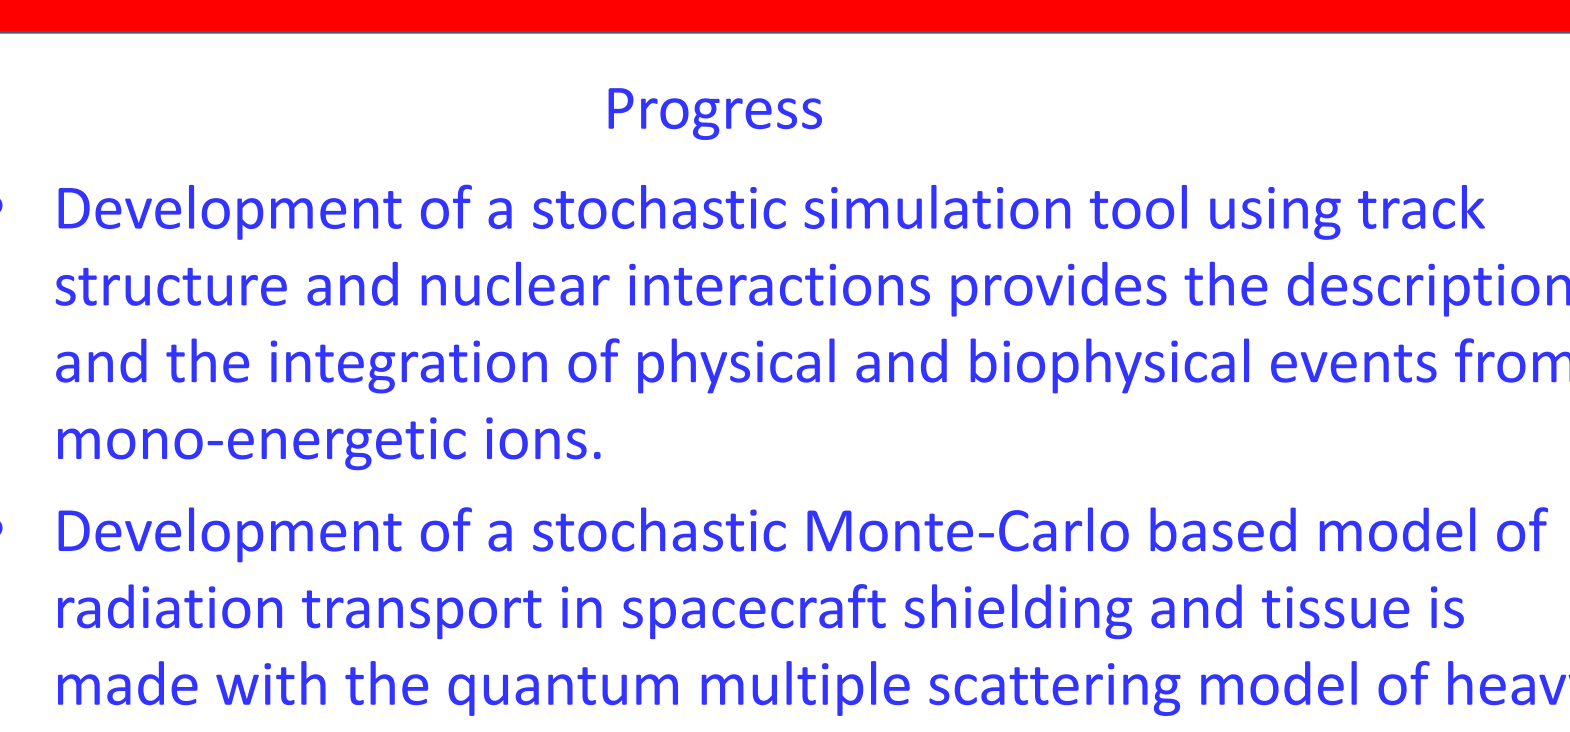 Progress
• Development of a stochastic simulation tool using track
structure and nuclear interactions provides the description
and the integration of physical and biophysical events from
mono-energetic ions.
• Development of a stochastic Monte-Carlo based model of
radiation transport in spacecraft shielding and tissue is
made with the quantum multiple scattering model of heavy